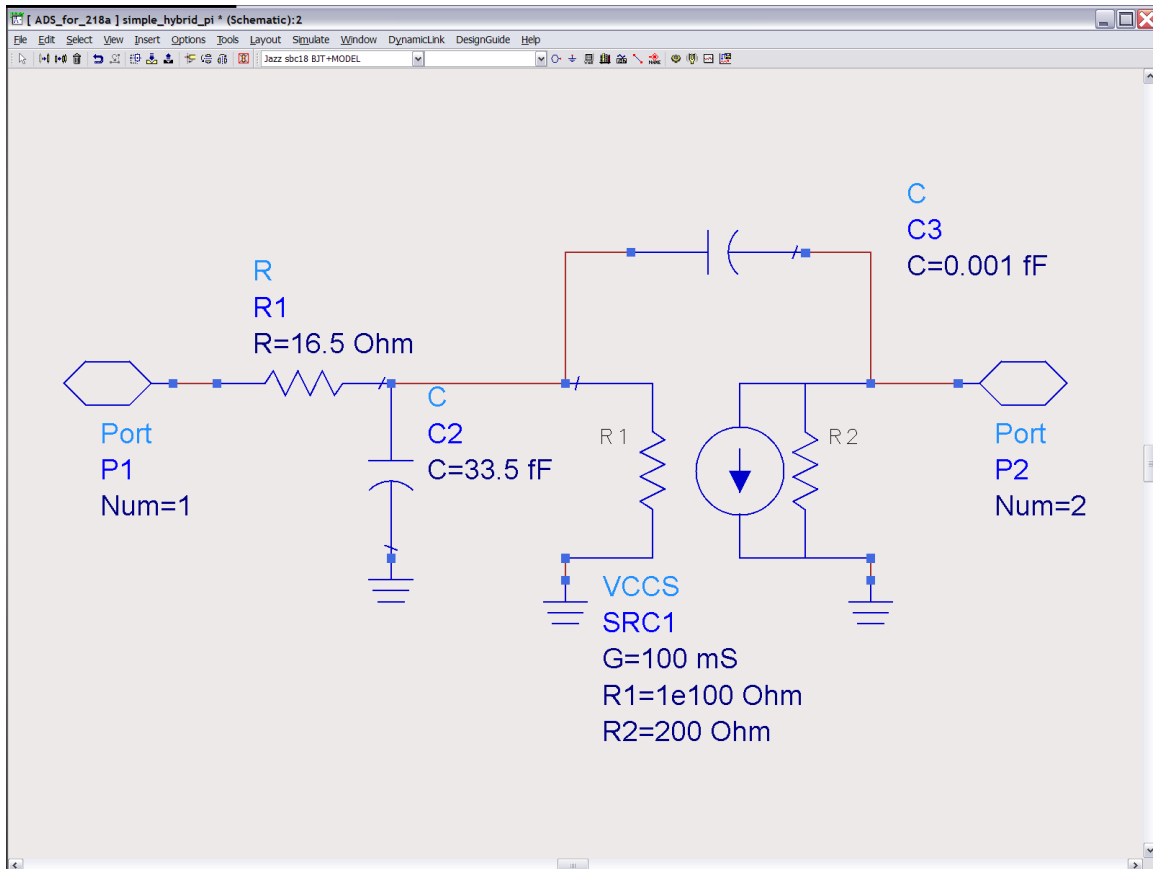 [ ADS_for_218a ] simple_hybrid_pi * (Schematic):2
File Edit Select View Insert Options Tools Layout Simulate Window DynamicLink DesignGuide Help
Jazz sbc18 BJT+MODEL
C
C3
C=0.001 fF
R
R1
R=16.5 Ohm
C
C2
C=33.5 fF
R1
R2
Port
P1
Num=1
Port
P2
Num=2
VCCS
SRC1
G=100 mS
R1=1e100 Ohm
R2=200 Ohm